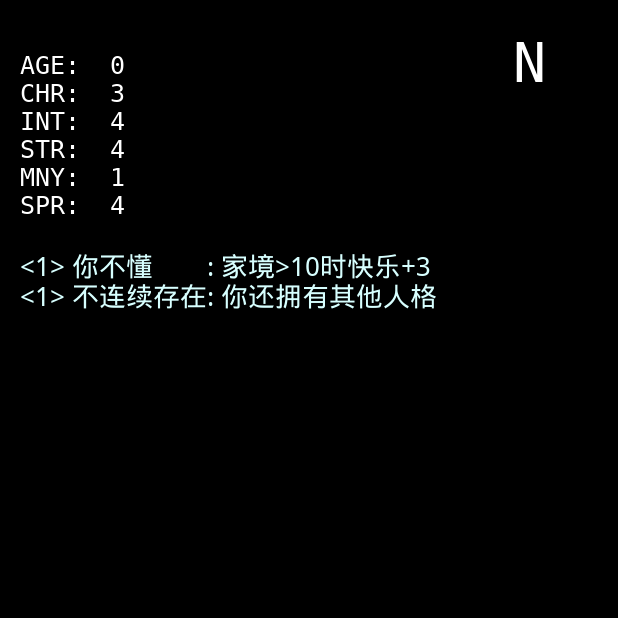 N
AGE: 0
CHR: 3
INT: 4
STR: 4
MNY: 1
SPR: 4
<1> 你不懂 : 家境>10时快乐+3
<1> 不连续存在: 你还拥有其他人格